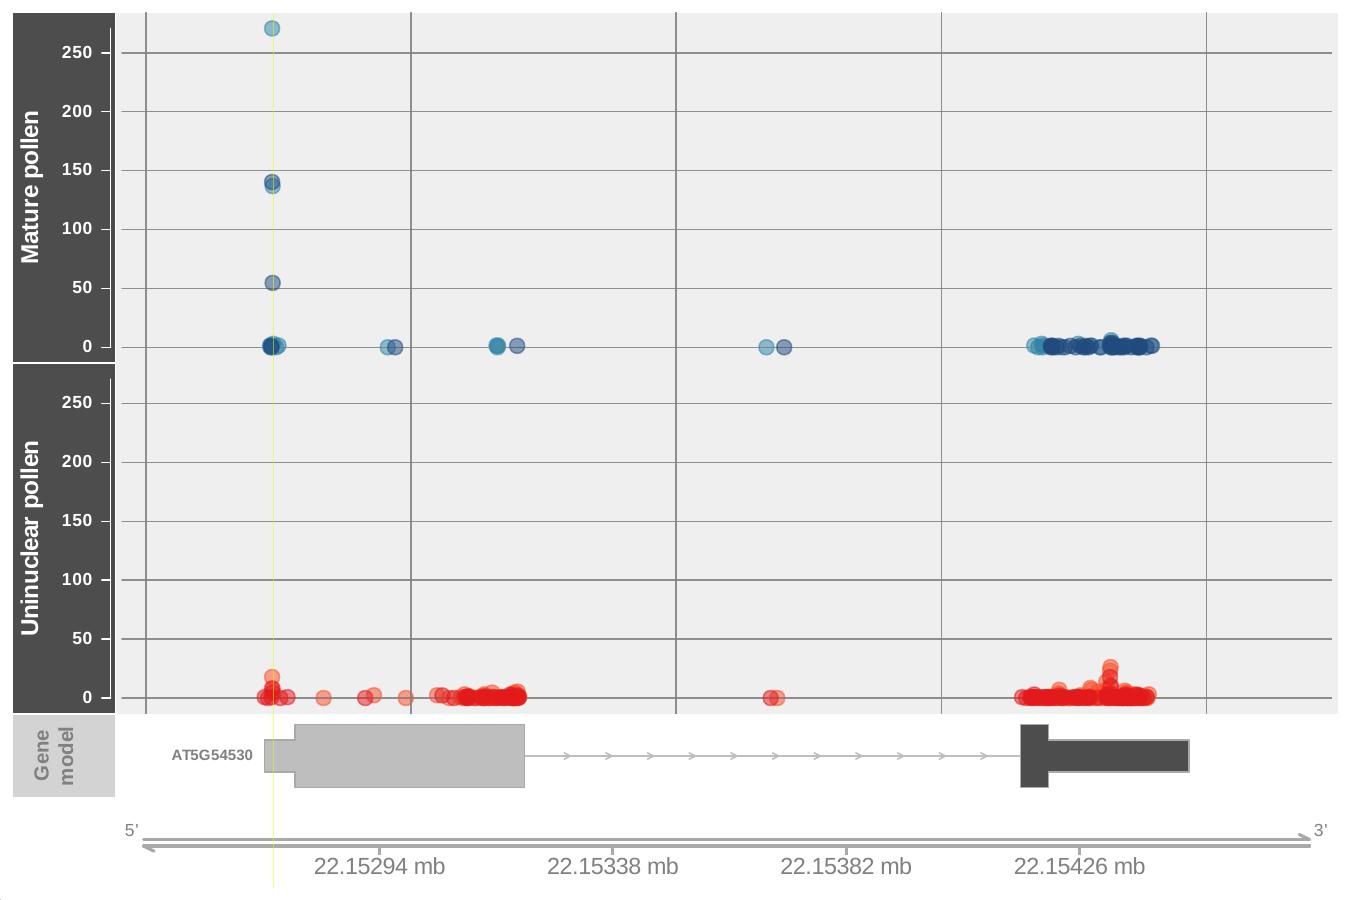 Mature pollen
250
200
150
100
50
0
Uninuclear pollen
250
200
150
100
50
0
Gene
model
AT5G54530
5'
3'
22.15294 mb
22.15338 mb
22.15382 mb
22.15426 mb